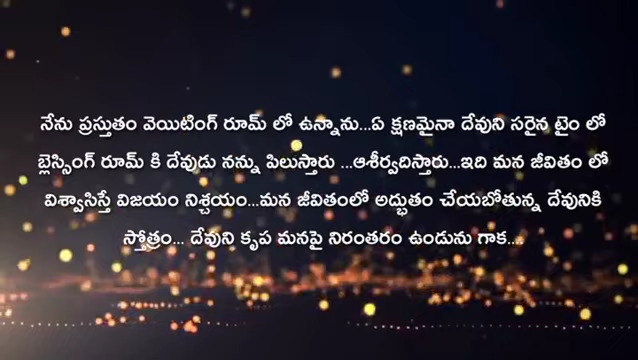 నేను ప్రస్తుతం వెయిటింగ్ రూమ్ లో ఉన్నాను...ఏ క్షణమైనా దేవుని సరైన టైం లో
బ్లెస్సింగ్ రూమ్ కి దేవుడు నన్ను పిలుస్తారు ...ఆశీర్వదిస్తారు...ఇది మన జీవితం లో
విశ్వాసిస్తే విజయం నిశ్చయం...మన జీవితంలో అద్భుతం చేయబోతున్న దేవునికి
స్తోత్రం... దేవుని కృప మనపై నిరంతరం ఉండును గాక....